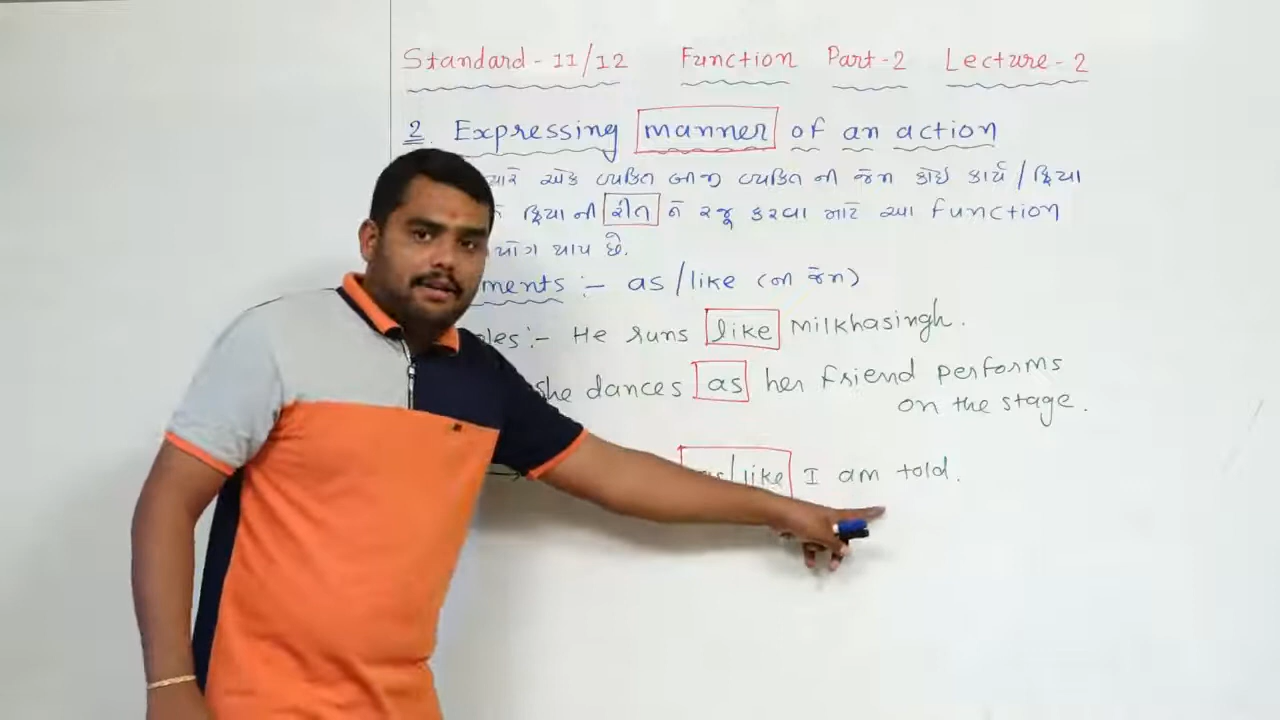 Standard - 11/12 Function Part-2 Lecture - 2
2. Expressing manner of an action
એક વ્યકિત બીજી વ્યકિત ની જેમ કોઈ કાર્ય / ક્રિયા
ક્રિયા ની રીત ને રજૂ કરવા માટે આ function
થાય છે.
:- as/like (ની જેમ)
:- He runs like Milkhasingh.
she dances as her friend performs
on the stage.
as/like I am told.